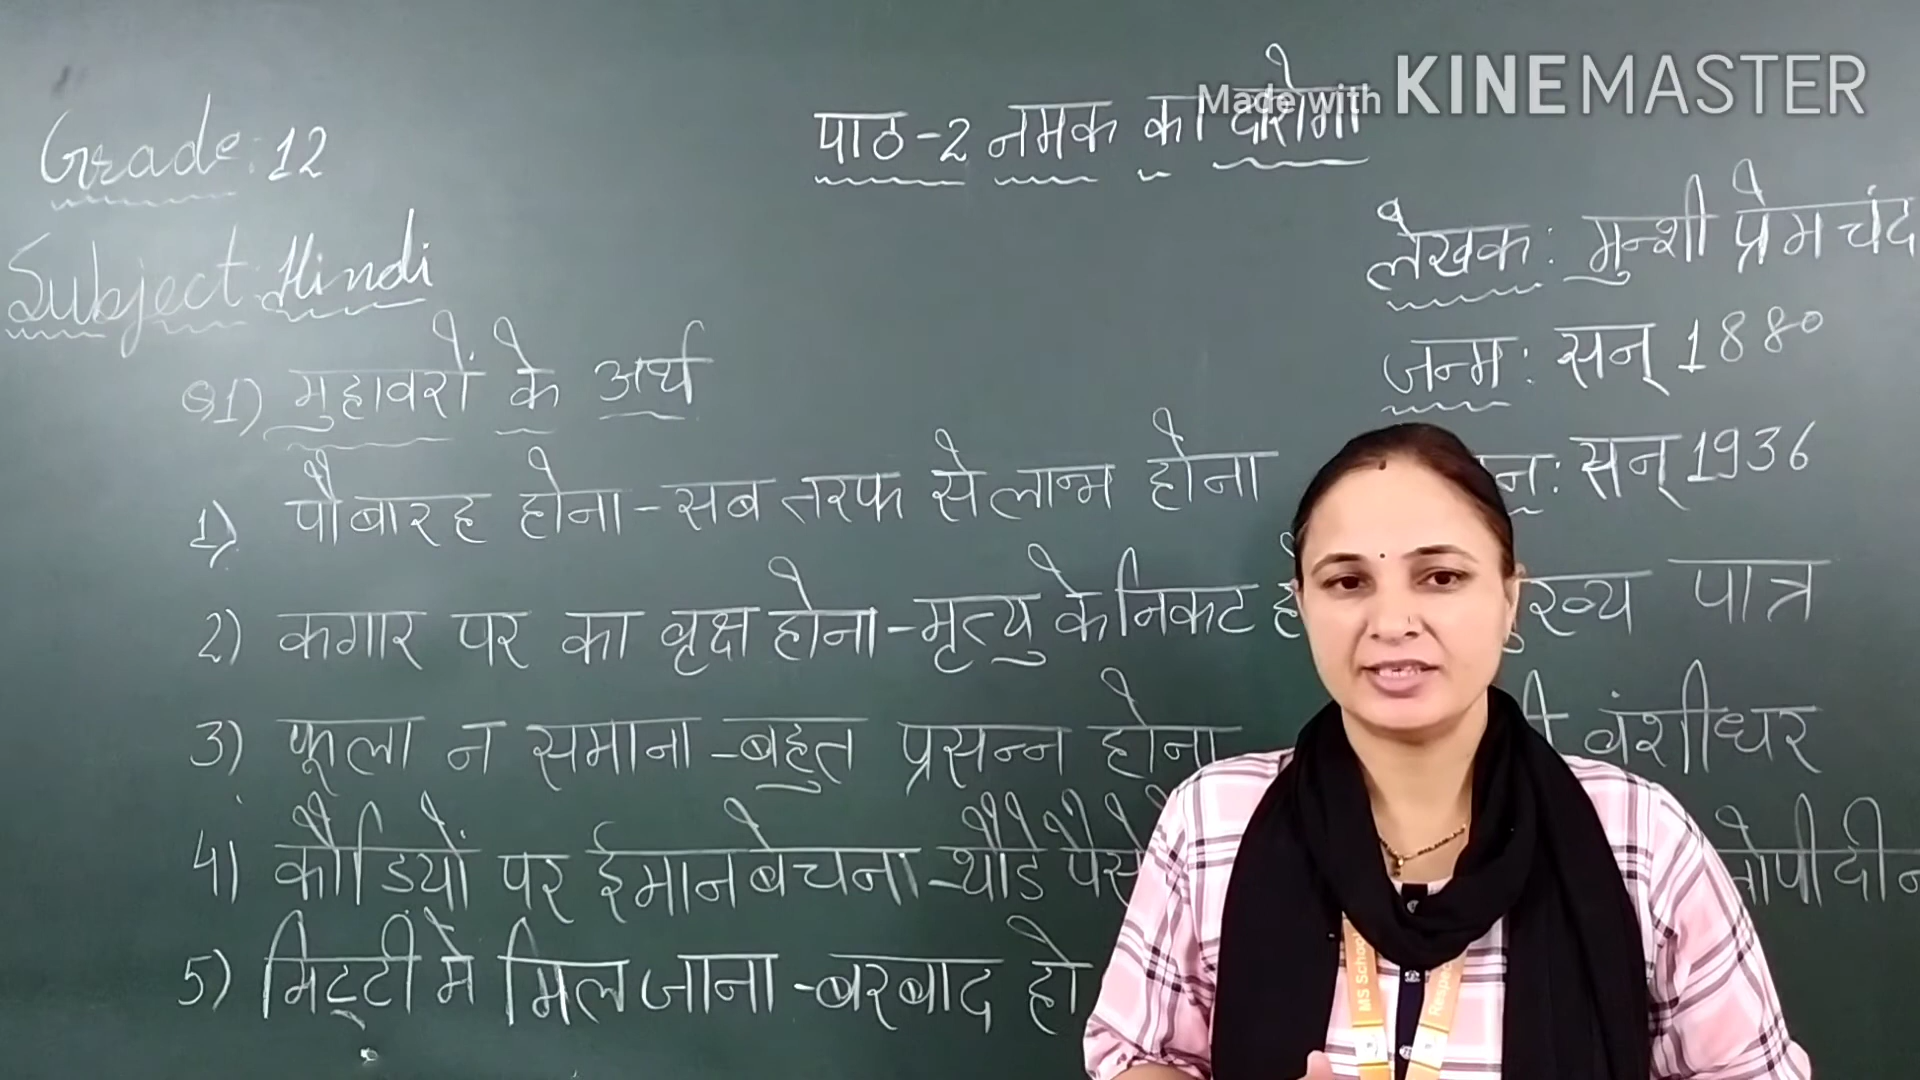 Made with KINEMASTER
Grade: 12
पाठ-2 नमक का दारोगा
Subject: Hindi
लेखक: मुन्शी प्रेमचंद
जन्म: सन् 1880
Q1) मुहावरों के अर्थ
न: सन् 1936
1) पौबारह होना - सब तरफ से लाभ होना
2) कगार पर का वृक्ष होना - मृत्यु के निकट
पात्र
3) फूला न समाना - बहुत प्रसन्न होना
वंशीधर
4) कौडियों पर ईमान बेचना - थौडे पैसे
5) मिट्टी में मिल जाना - बरबाद हो
MS School